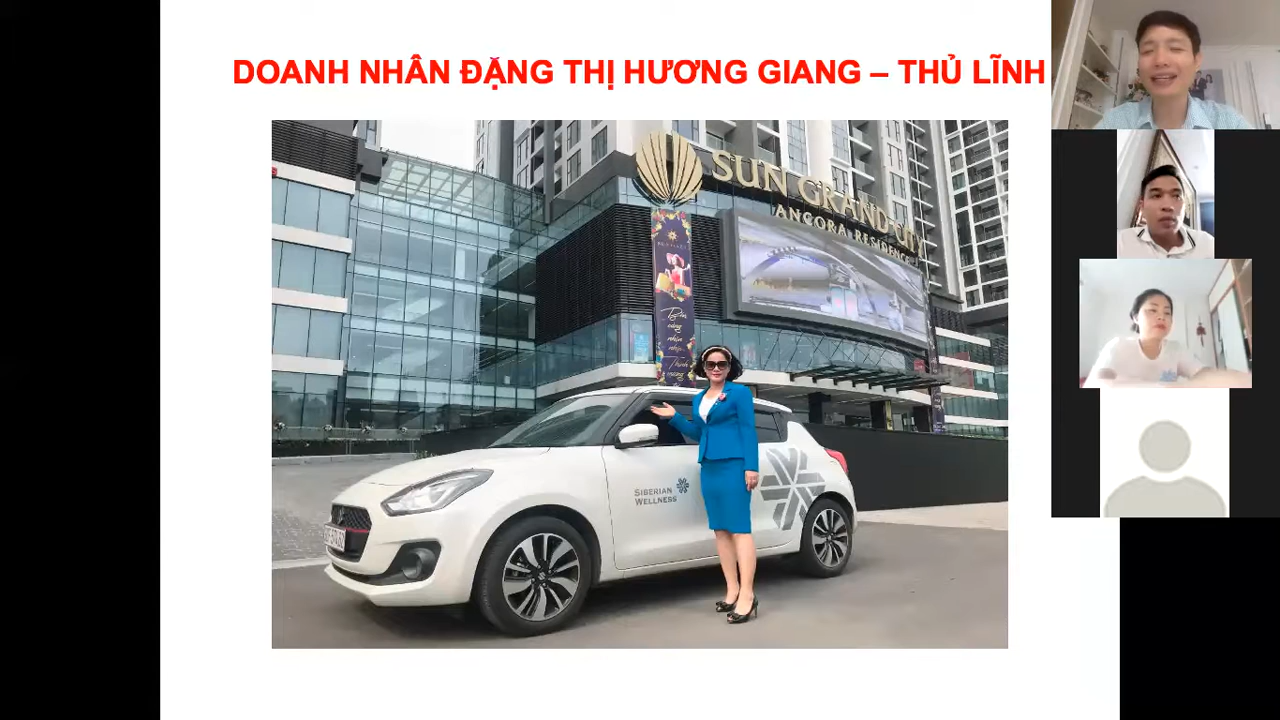 DOANH NHÂN ĐẶNG THỊ HƯƠNG GIANG – THỦ LĨNH
SUN GRAND CITY
ANCORA RESIDENCE
SIBERIAN
WELLNESS